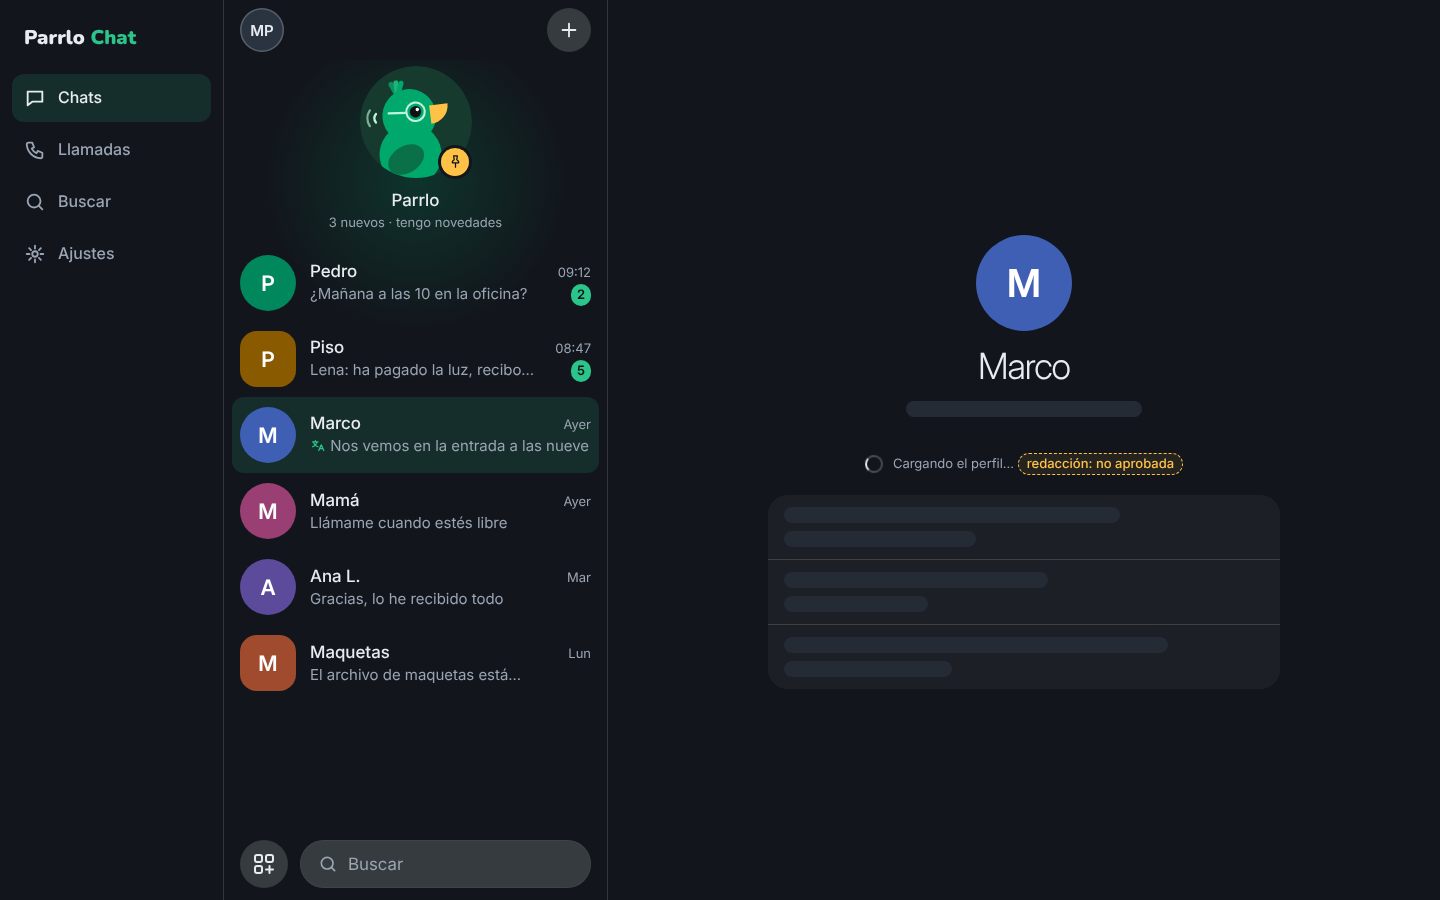 Parrlo Chat
Chats
Llamadas
Buscar
Ajustes
MP
Parrlo
3 nuevos · tengo novedades
P
Pedro
09:12
¿Mañana a las 10 en la oficina?
2
P
Piso
08:47
Lena: ha pagado la luz, recibo...
5
M
Marco
Ayer
Nos vemos en la entrada a las nueve
M
Mamá
Ayer
Llámame cuando estés libre
A
Ana L.
Mar
Gracias, lo he recibido todo
M
Maquetas
Lun
El archivo de maquetas está...
Buscar
M
Marco
Cargando el perfil... redacción: no aprobada